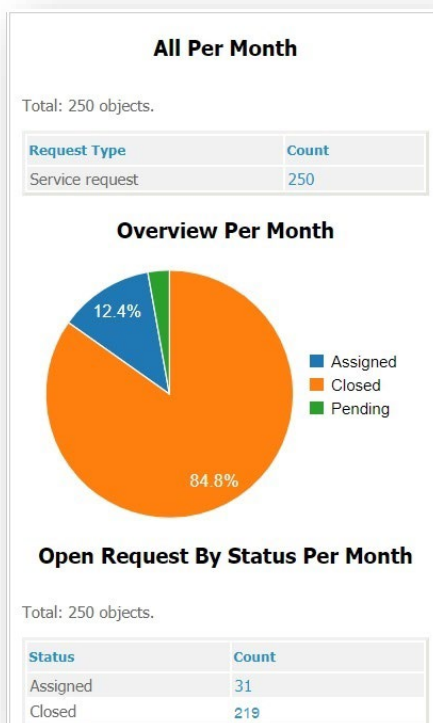 All Per Month
Total: 250 objects.
Request Type Count
Service request 250
Overview Per Month
12.4%
84.8%
Assigned
Closed
Pending
Open Request By Status Per Month
Total: 250 objects.
Status Count
Assigned 31
Closed 219